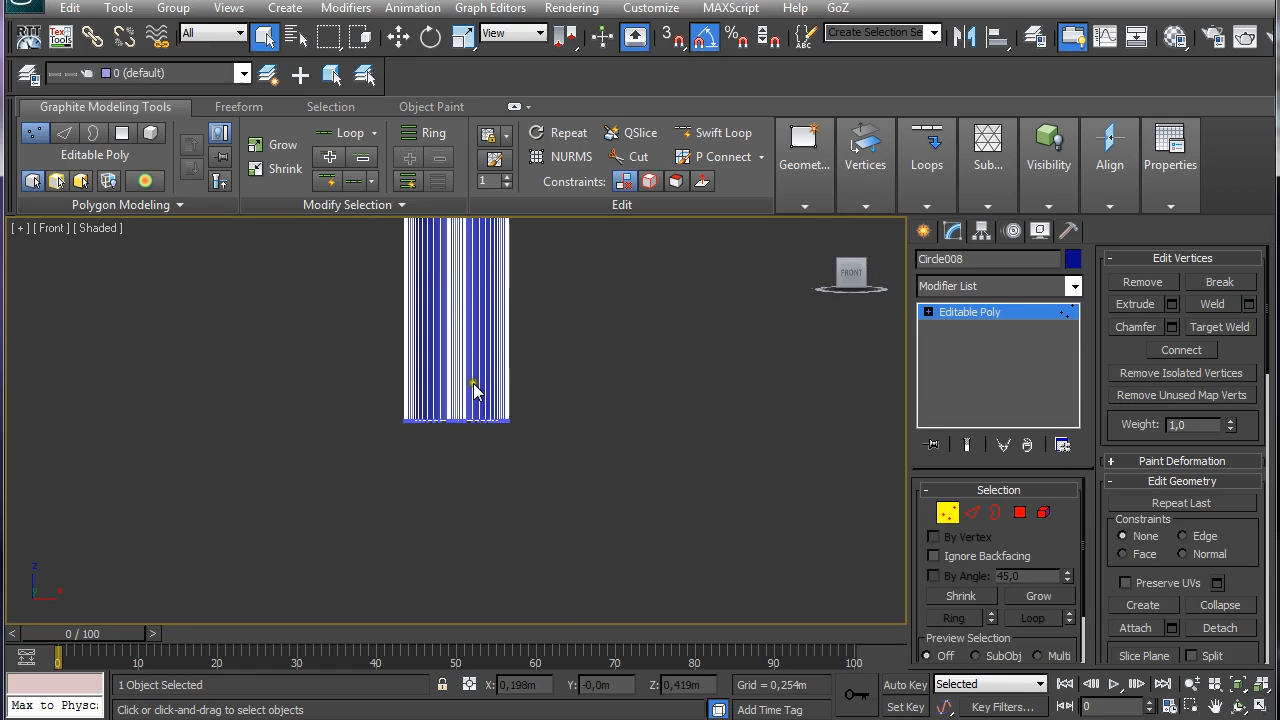 Edit Tools Group Views Create Modifiers Animation Graph Editors Rendering Customize MAXScript Help GoZ
RTT Tex Tools All View 3 % Create Selection Se
0 (default)
Graphite Modeling Tools Freeform Selection Object Paint
Loop Ring Repeat QSlice Swift Loop
Editable Poly Grow NURMS Cut P Connect Geomet... Vertices Loops Sub... Visibility Align Properties
Shrink 1 Constraints:
Polygon Modeling Modify Selection Edit
[ + ] [ Front ] [ Shaded ]
FRONT
z
x
Circle008
Modifier List
Editable Poly
Selection
By Vertex
Ignore Backfacing
By Angle: 45,0
Shrink Grow
Ring Loop
Preview Selection
Off SubObj Multi
Edit Vertices
Remove Break
Extrude Weld
Chamfer Target Weld
Connect
Remove Isolated Vertices
Remove Unused Map Verts
Weight: 1,0
Paint Deformation
Edit Geometry
Repeat Last
Constraints
None Edge
Face Normal
Preserve UVs
Create Collapse
Attach Detach
Slice Plane Split
< 0 / 100 >
0 10 20 30 40 50 60 70 80 90 100
1 Object Selected X: 0,198m Y: -0,0m Z: 0,419m Grid = 0,254m Auto Key Selected
Max to Physc: Click or click-and-drag to select objects Add Time Tag Set Key Key Filters... 0